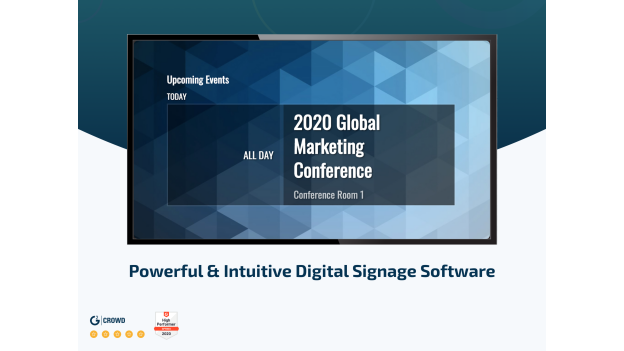 Upcoming Events
TODAY
ALL DAY
2020 Global
Marketing
Conference
Conference Room 1
Powerful & Intuitive Digital Signage Software
G2 CROWD
High
Performer
2020